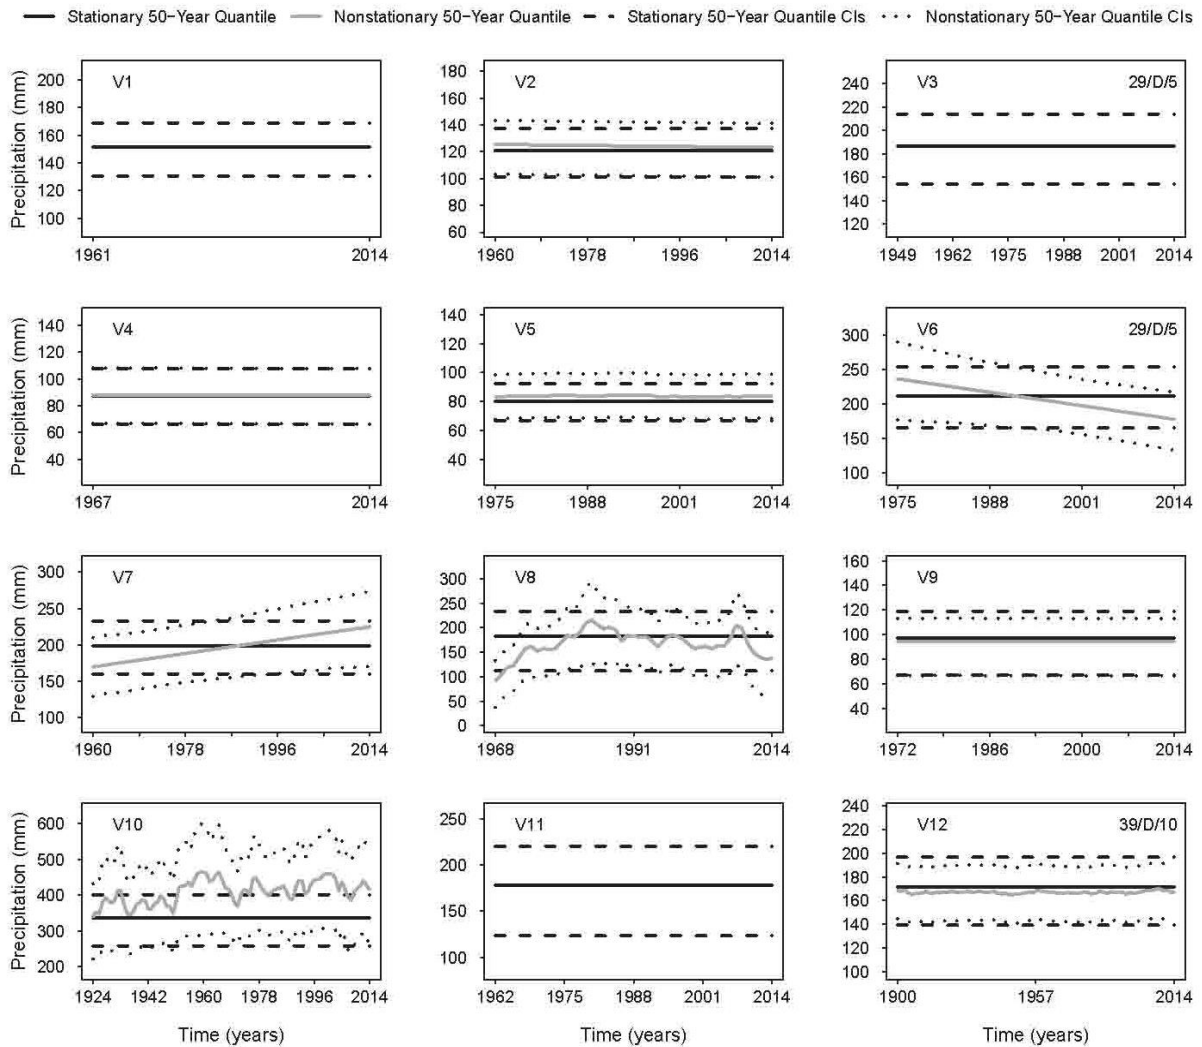 Stationary 50−Year Quantile Nonstationary 50−Year Quantile Stationary 50−Year Quantile CIs Nonstationary 50−Year Quantile CIs
Precipitation (mm)
V1
200
180
160
140
120
100
1961 2014
V2
180
160
140
120
100
80
60
1960 1978 1996 2014
V3 29/D/5
240
220
200
180
160
140
120
1949 1962 1975 1988 2001 2014
Precipitation (mm)
V4
140
120
100
80
60
40
1967 2014
V5
140
120
100
80
60
40
1975 1988 2001 2014
V6 29/D/5
300
250
200
150
100
1975 1988 2001 2014
Precipitation (mm)
V7
300
250
200
150
100
1960 1978 1996 2014
V8
300
250
200
150
100
50
0
1968 1991 2014
V9
160
140
120
100
80
60
40
1972 1986 2000 2014
Precipitation (mm)
V10
600
500
400
300
200
1924 1942 1960 1978 1996 2014
Time (years)
V11
250
200
150
100
1962 1975 1988 2001 2014
Time (years)
V12 39/D/10
240
220
200
180
160
140
120
100
1900 1957 2014
Time (years)